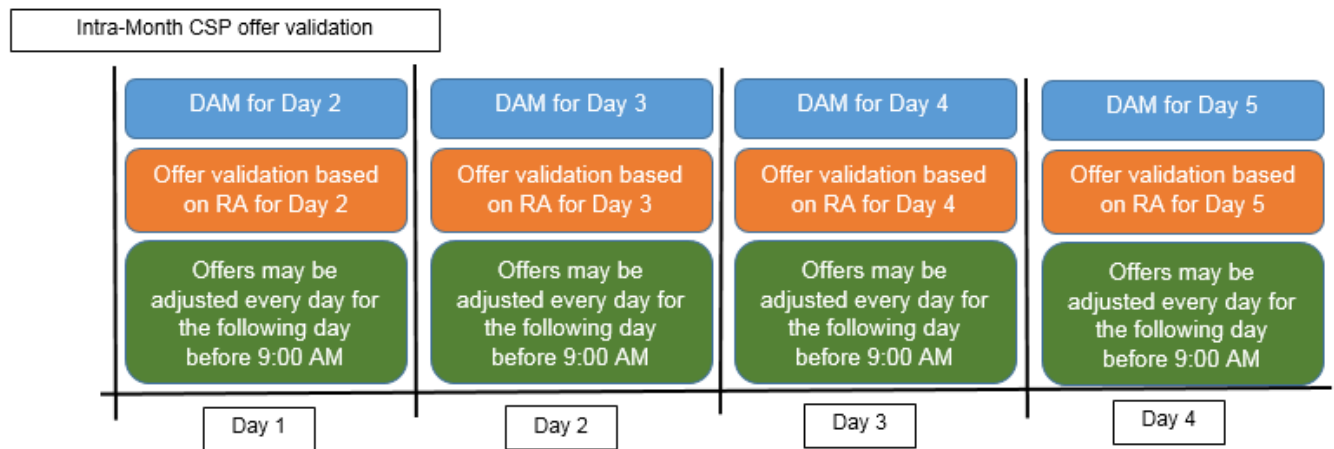 Intra-Month CSP offer validation
DAM for Day 2
DAM for Day 3
DAM for Day 4
DAM for Day 5
Offer validation based
on RA for Day 2
Offer validation based
on RA for Day 3
Offer validation based
on RA for Day 4
Offer validation based
on RA for Day 5
Offers may be
adjusted every day for
the following day
before 9:00 AM
Offers may be
adjusted every day for
the following day
before 9:00 AM
Offers may be
adjusted every day for
the following day
before 9:00 AM
Offers may be
adjusted every day for
the following day
before 9:00 AM
Day 1
Day 2
Day 3
Day 4